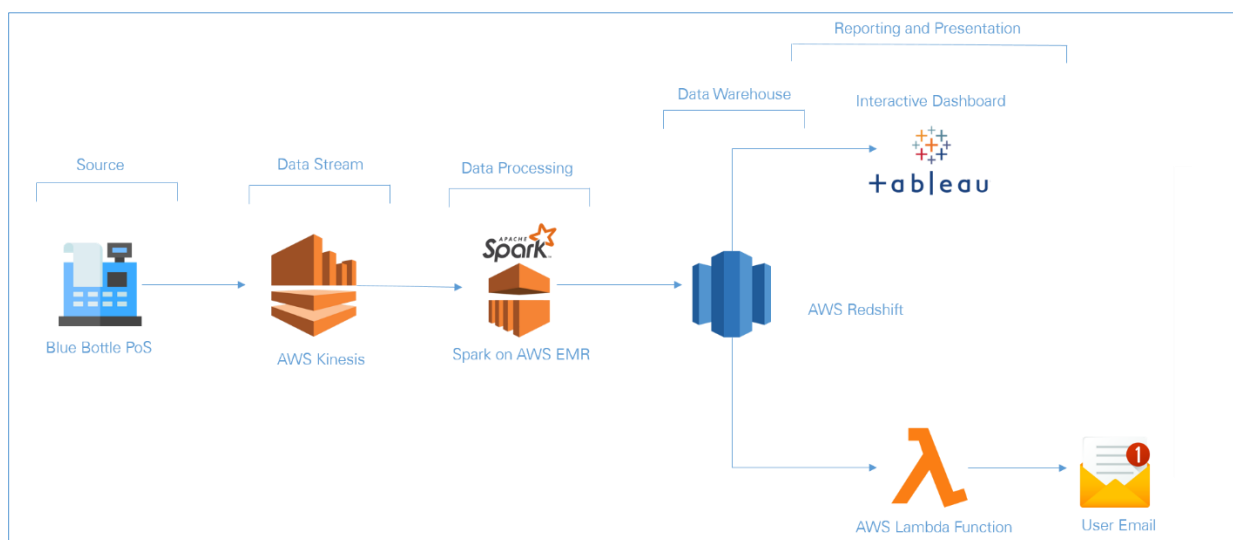 Reporting and Presentation
Data Warehouse
Interactive Dashboard
Source
Data Stream
Data Processing
+ableau
APACHE
Spark
Blue Bottle PoS
AWS Kinesis
Spark on AWS EMR
AWS Redshift
1
AWS Lambda Function
User Email